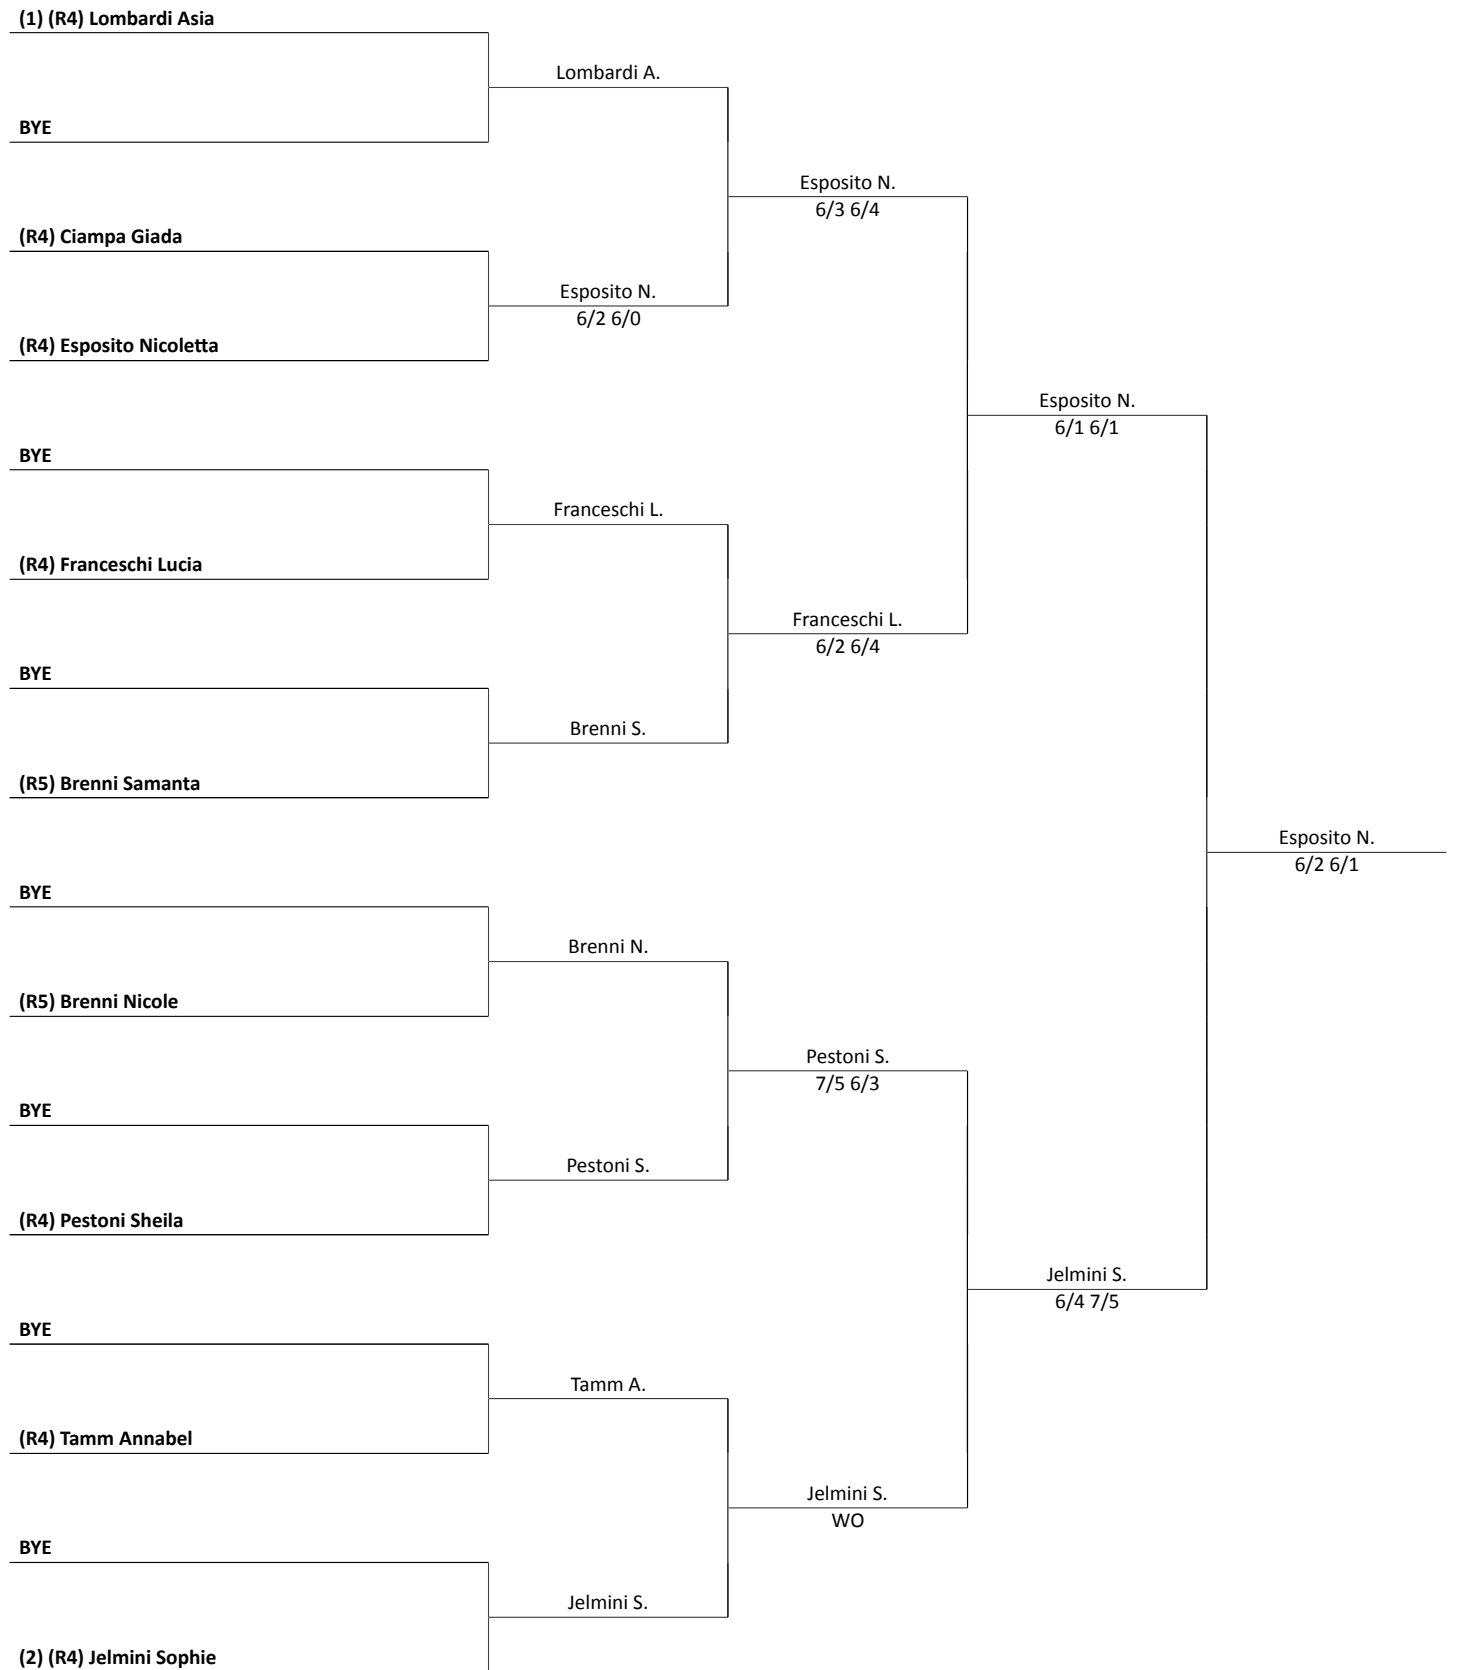 (1) (R4) Lombardi Asia
Lombardi A.
BYE
Esposito N.
6/3 6/4
(R4) Ciampa Giada
Esposito N.
6/2 6/0
(R4) Esposito Nicoletta
Esposito N.
6/1 6/1
BYE
Franceschi L.
(R4) Franceschi Lucia
Franceschi L.
6/2 6/4
BYE
Brenni S.
(R5) Brenni Samanta
Esposito N.
6/2 6/1
BYE
Brenni N.
(R5) Brenni Nicole
Pestoni S.
7/5 6/3
BYE
Pestoni S.
(R4) Pestoni Sheila
Jelmini S.
6/4 7/5
BYE
Tamm A.
(R4) Tamm Annabel
Jelmini S.
WO
BYE
Jelmini S.
(2) (R4) Jelmini Sophie